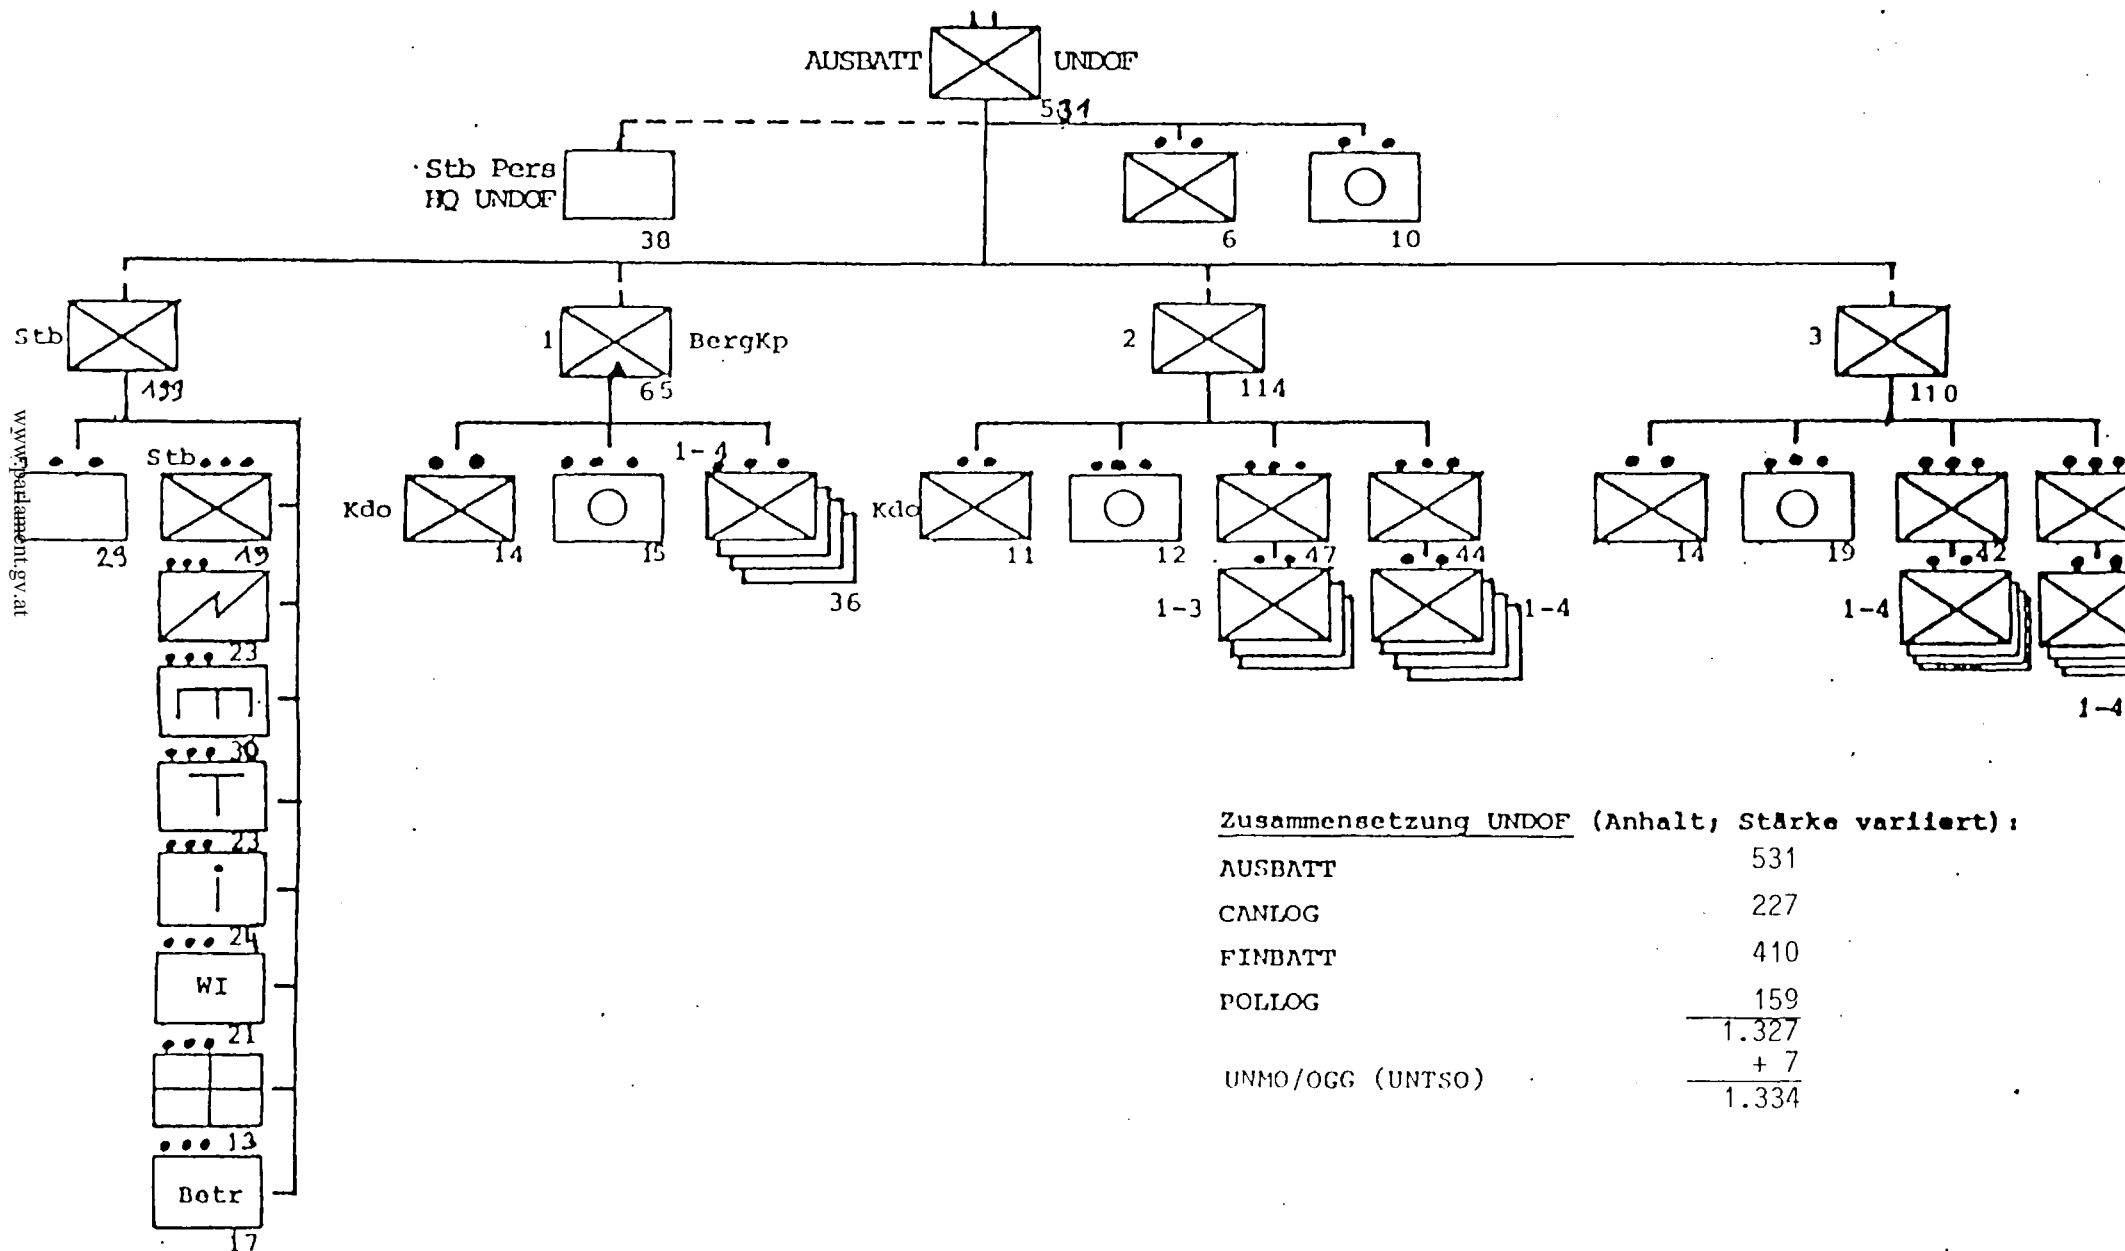 AUSBATT UNDOF
531
Stb Pers
HQ UNDOF
38
6
10
Stb
199
1 BergKp
65
2
114
3
110
29
Stb
19
23
30
23
24
WI
21
13
Betr
17
Kdo
14
15
1-4
36
Kdo
11
12
47
1-3
44
1-4
14
19
42
1-4
1-4
Zusammensetzung UNDOF (Anhalt; Stärke variiert):
AUSBATT 531
CANLOG 227
FINBATT 410
POLLOG 159
1.327
UNMO/OGG (UNTSO) + 7
1.334
www.parlament.gv.at